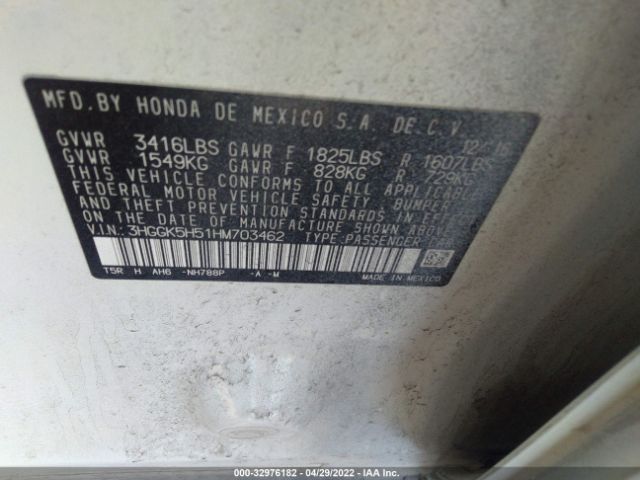 MFD. BY HONDA DE MEXICO S.A. DE C.V. 12/16
GVWR 3416LBS GAWR F 1825LBS R 1607LBS
GVWR 1549KG GAWR F 828KG R 729KG
THIS VEHICLE CONFORMS TO ALL APPLICABLE
FEDERAL MOTOR VEHICLE SAFETY, BUMPER,
AND THEFT PREVENTION STANDARDS IN EFFECT
ON THE DATE OF MANUFACTURE SHOWN ABOVE.
V.I.N.: 3HGGK5H51HM703462 TYPE:PASSENGER
T5R H AH6 -NH788P -A -M MADE IN MEXICO
000-32976182 - 04/29/2022 - IAA Inc.